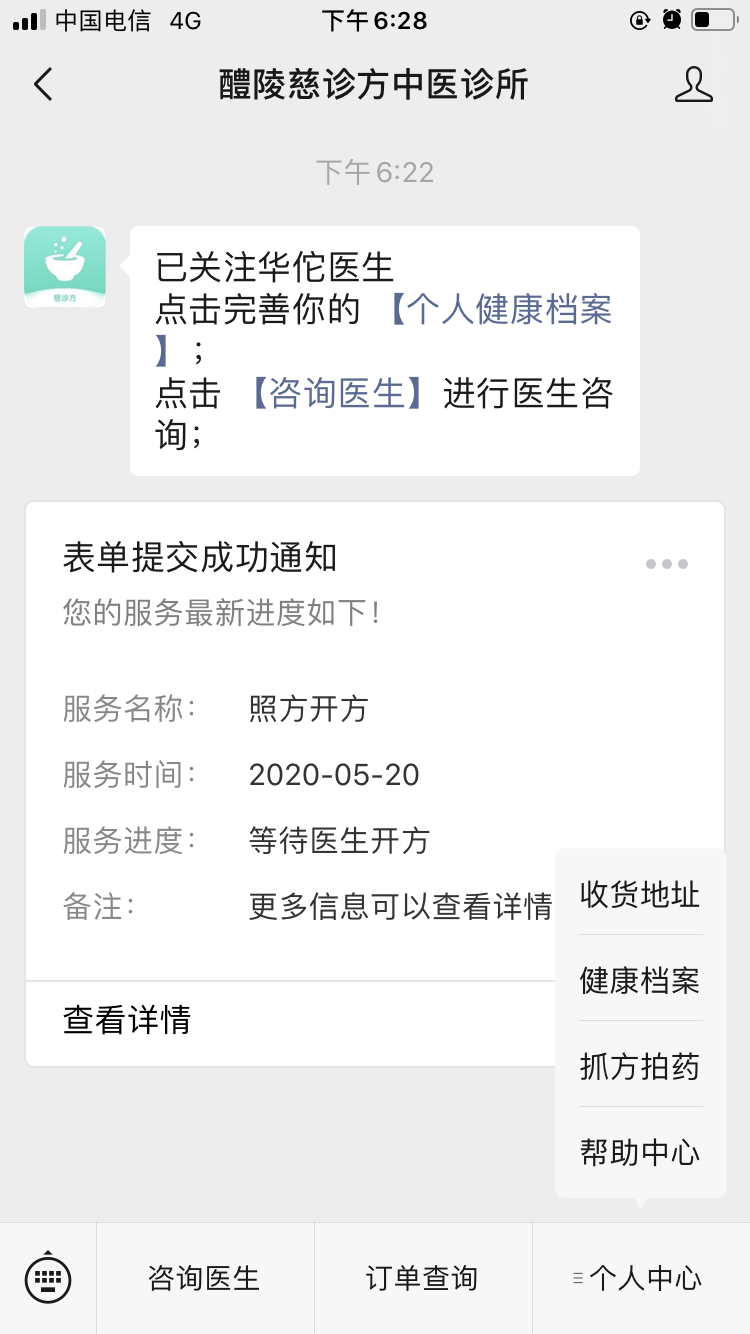 中国电信 4G 下午6:28
醴陵慈诊方中医诊所
下午6:22
慈诊方
已关注华佗医生
点击完善你的 【个人健康档案
】；
点击 【咨询医生】进行医生咨
询；
表单提交成功通知
您的服务最新进度如下！
服务名称： 照方开方
服务时间： 2020-05-20
服务进度： 等待医生开方
备注： 更多信息可以查看详情
查看详情
收货地址
健康档案
抓方拍药
帮助中心
咨询医生 订单查询 个人中心